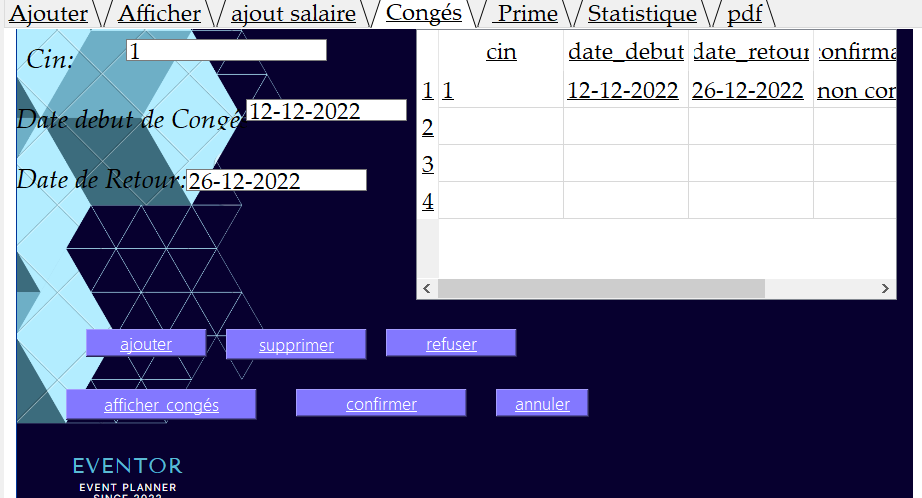 Ajouter Afficher ajout salaire Congés Prime Statistique pdf
Cin: 1
Date debut de Congé 12-12-2022
Date de Retour: 26-12-2022
cin date_debut date_retour confirma
1 1 12-12-2022 26-12-2022 non con
2
3
4
ajouter supprimer refuser
afficher congés confirmer annuler
EVENTOR
EVENT PLANNER
SINCE 2022